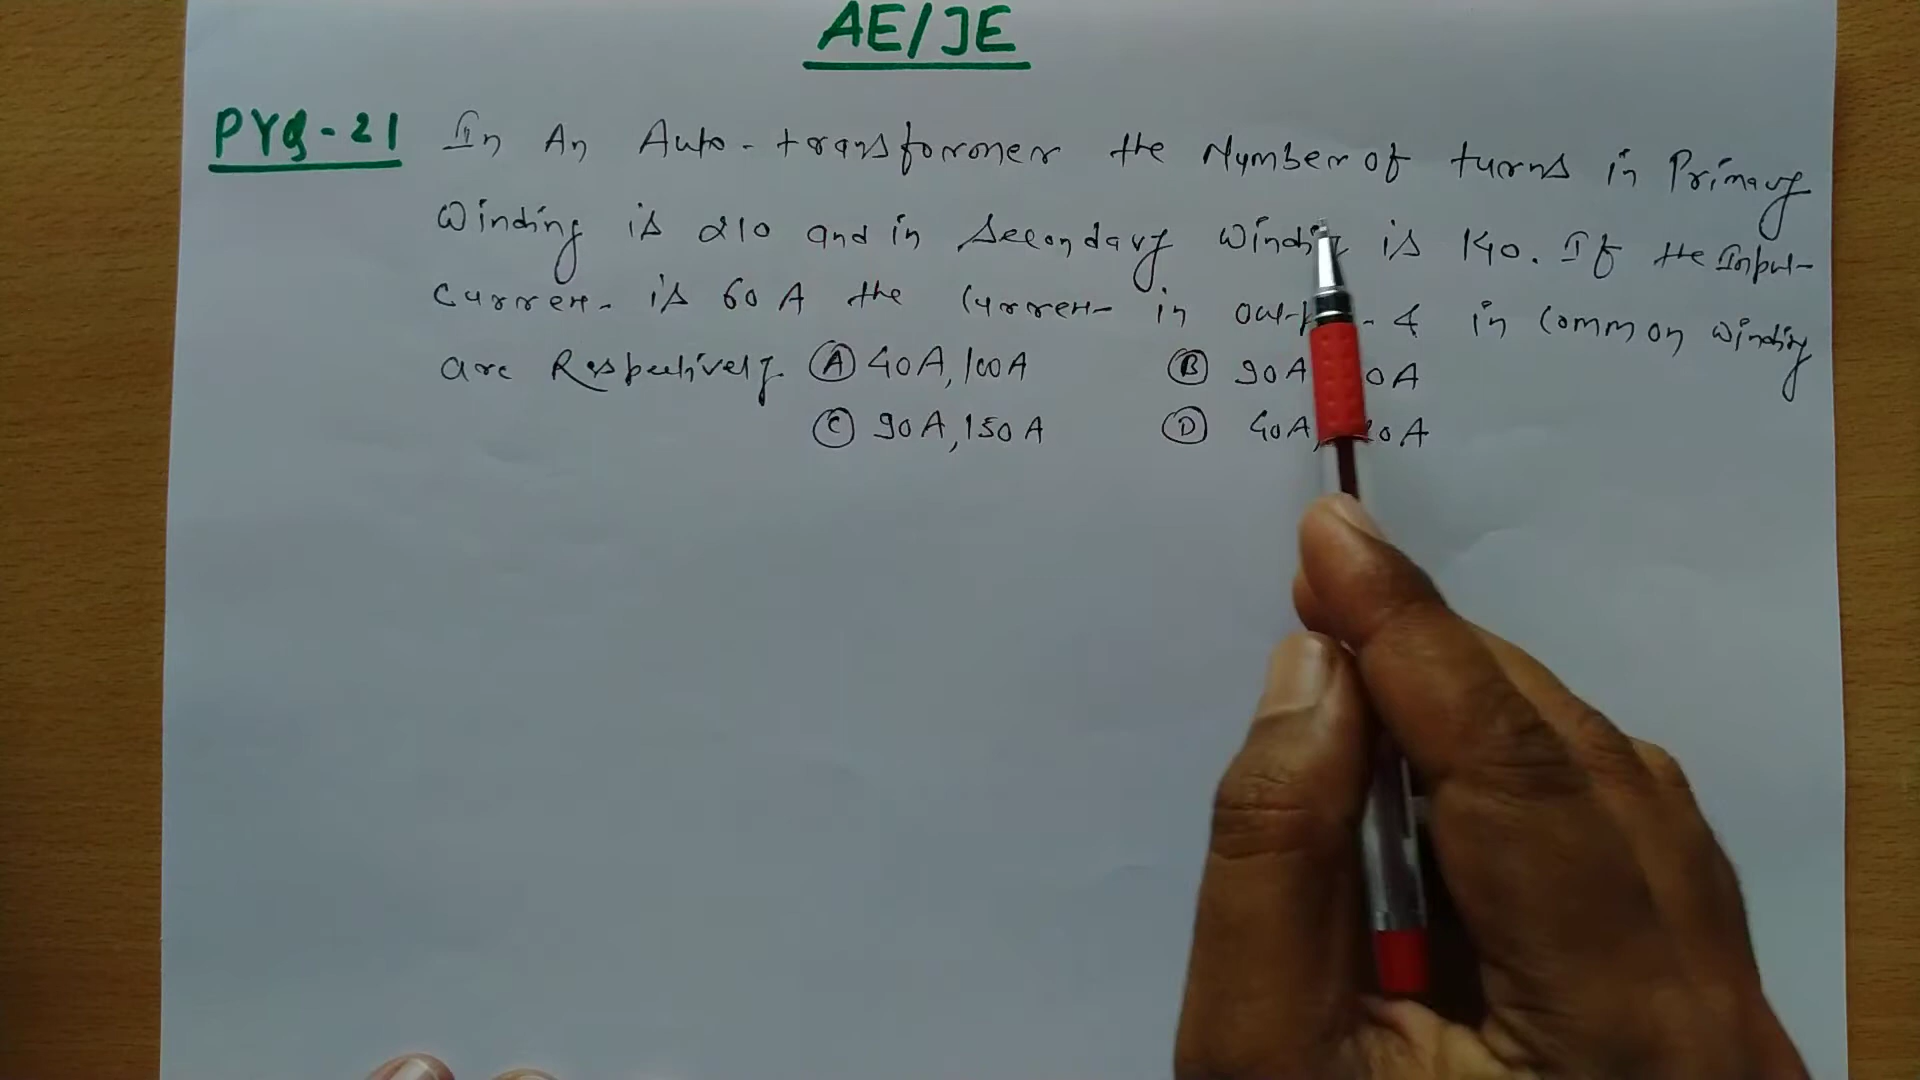 AE/JE
PYQ-21 In An Auto-transformer the Number of turns in Primary
Winding is 210 and in Secondary Winding is 140. If the Input
Current is 60 A the Current in & in Common Winding
are Respectively. (A) 40A, 100A (B) 90A
(C) 90A, 150A (D) 40A,